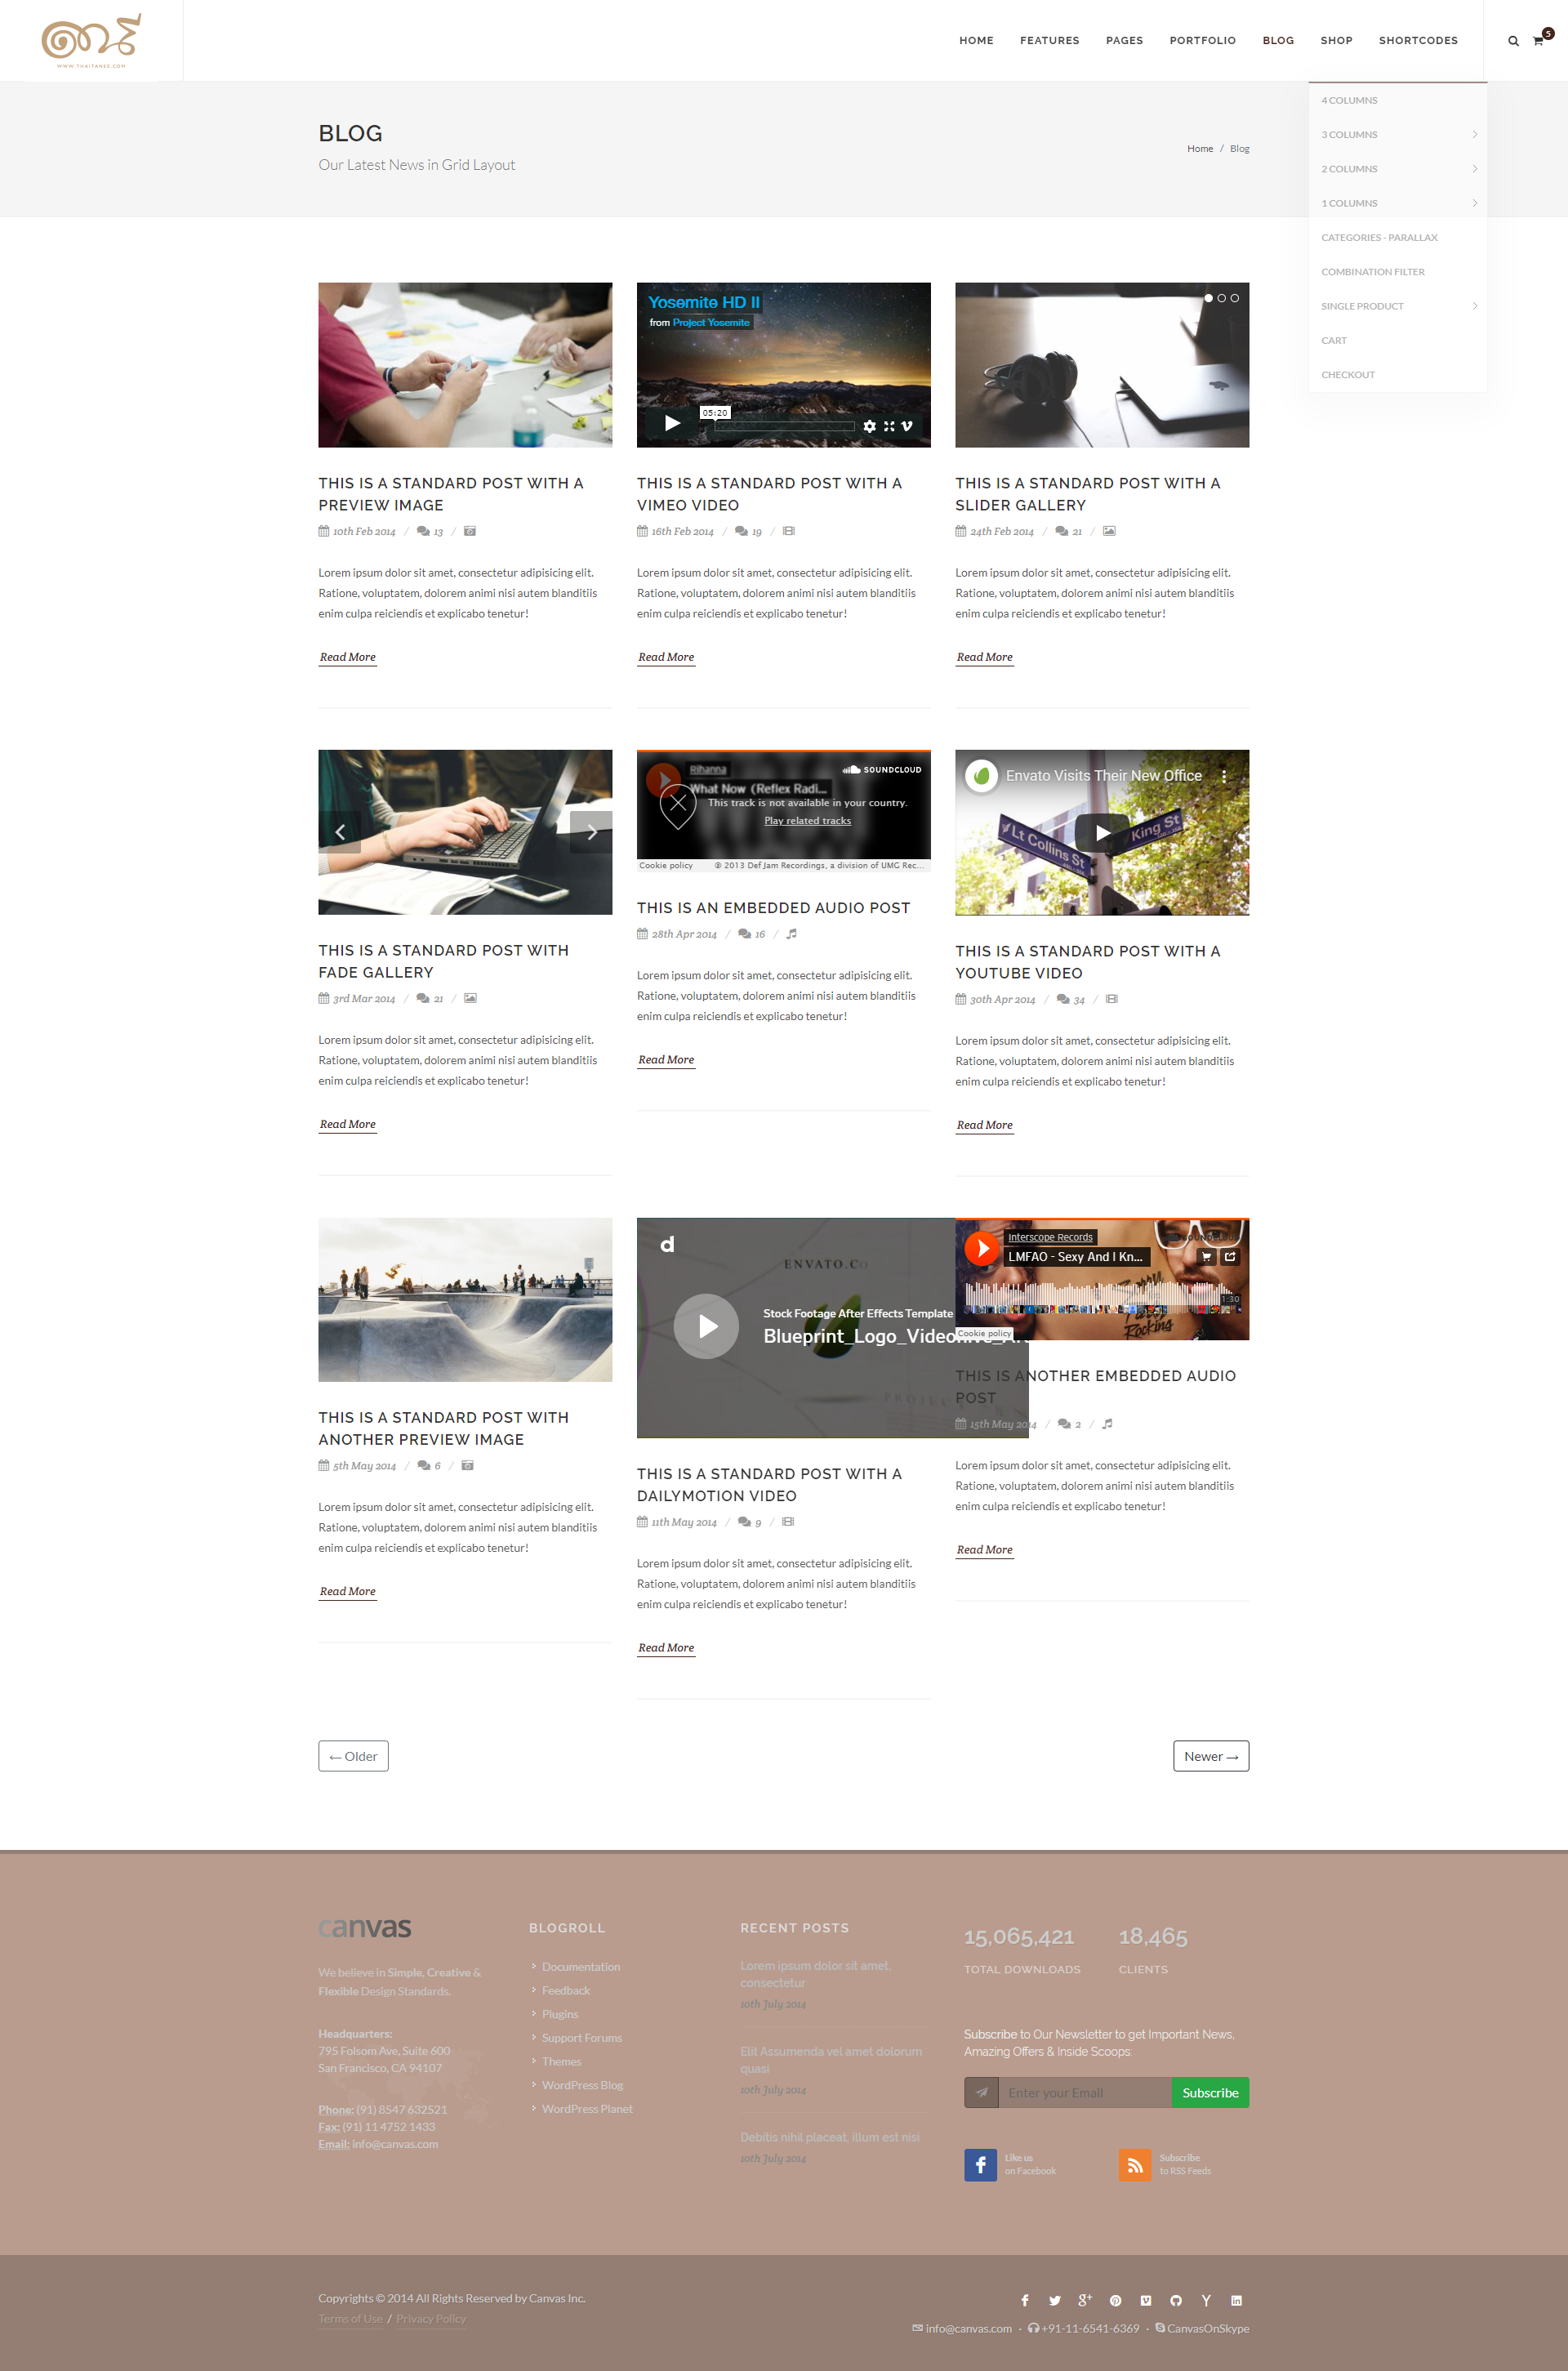 WWW.THAITANEE.COM
HOME FEATURES PAGES PORTFOLIO BLOG SHOP SHORTCODES 5
4 COLUMNS
3 COLUMNS
2 COLUMNS
1 COLUMNS
CATEGORIES - PARALLAX
COMBINATION FILTER
SINGLE PRODUCT
CART
CHECKOUT
BLOG
Our Latest News in Grid Layout
Home / Blog
THIS IS A STANDARD POST WITH A
PREVIEW IMAGE
10th Feb 2014 / 13 /
Lorem ipsum dolor sit amet, consectetur adipisicing elit.
Ratione, voluptatem, dolorem animi nisi autem blanditiis
enim culpa reiciendis et explicabo tenetur!
Read More
Yosemite HD II
from Project Yosemite
05:20
THIS IS A STANDARD POST WITH A
VIMEO VIDEO
16th Feb 2014 / 19 /
Lorem ipsum dolor sit amet, consectetur adipisicing elit.
Ratione, voluptatem, dolorem animi nisi autem blanditiis
enim culpa reiciendis et explicabo tenetur!
Read More
THIS IS A STANDARD POST WITH A
SLIDER GALLERY
24th Feb 2014 / 21 /
Lorem ipsum dolor sit amet, consectetur adipisicing elit.
Ratione, voluptatem, dolorem animi nisi autem blanditiis
enim culpa reiciendis et explicabo tenetur!
Read More
THIS IS A STANDARD POST WITH
FADE GALLERY
3rd Mar 2014 / 21 /
Lorem ipsum dolor sit amet, consectetur adipisicing elit.
Ratione, voluptatem, dolorem animi nisi autem blanditiis
enim culpa reiciendis et explicabo tenetur!
Read More
Rihanna
SOUNDCLOUD
What Now (Reflex Radi...
This track is not available in your country.
Play related tracks
Cookie policy ℗ 2013 Def Jam Recordings, a division of UMG Rec...
THIS IS AN EMBEDDED AUDIO POST
28th Apr 2014 / 16 /
Lorem ipsum dolor sit amet, consectetur adipisicing elit.
Ratione, voluptatem, dolorem animi nisi autem blanditiis
enim culpa reiciendis et explicabo tenetur!
Read More
Envato Visits Their New Office
Lt Collins St
King St
THIS IS A STANDARD POST WITH A
YOUTUBE VIDEO
30th Apr 2014 / 34 /
Lorem ipsum dolor sit amet, consectetur adipisicing elit.
Ratione, voluptatem, dolorem animi nisi autem blanditiis
enim culpa reiciendis et explicabo tenetur!
Read More
THIS IS A STANDARD POST WITH
ANOTHER PREVIEW IMAGE
5th May 2014 / 6 /
Lorem ipsum dolor sit amet, consectetur adipisicing elit.
Ratione, voluptatem, dolorem animi nisi autem blanditiis
enim culpa reiciendis et explicabo tenetur!
Read More
d
ENVATO.CO
Stock Footage After Effects Template
PROJEC
THIS IS A STANDARD POST WITH A
DAILYMOTION VIDEO
11th May 2014 / 9 /
Lorem ipsum dolor sit amet, consectetur adipisicing elit.
Ratione, voluptatem, dolorem animi nisi autem blanditiis
enim culpa reiciendis et explicabo tenetur!
Read More
Interscope Records
SOUNDCLOUD
LMFAO - Sexy And I Kn...
1:30
Rocking
Cookie policy
THIS IS ANOTHER EMBEDDED AUDIO
POST
15th May 2014 / 2 /
Lorem ipsum dolor sit amet, consectetur adipisicing elit.
Ratione, voluptatem, dolorem animi nisi autem blanditiis
enim culpa reiciendis et explicabo tenetur!
Read More
← Older
Newer →
canvas
We believe in Simple, Creative &
Flexible Design Standards.
Headquarters:
795 Folsom Ave, Suite 600
San Francisco, CA 94107
Phone: (91) 8547 632521
Fax: (91) 11 4752 1433
Email: info@canvas.com
BLOGROLL
Documentation
Feedback
Plugins
Support Forums
Themes
WordPress Blog
WordPress Planet
RECENT POSTS
Lorem ipsum dolor sit amet,
consectetur
10th July 2014
Elit Assumenda vel amet dolorum
quasi
10th July 2014
Debitis nihil placeat, illum est nisi
10th July 2014
15,065,421
TOTAL DOWNLOADS
18,465
CLIENTS
Subscribe to Our Newsletter to get Important News,
Amazing Offers & Inside Scoops:
Enter your Email
Subscribe
Like us
on Facebook
Subscribe
to RSS Feeds
Copyrights © 2014 All Rights Reserved by Canvas Inc.
Terms of Use / Privacy Policy
info@canvas.com · +91-11-6541-6369 · CanvasOnSkype